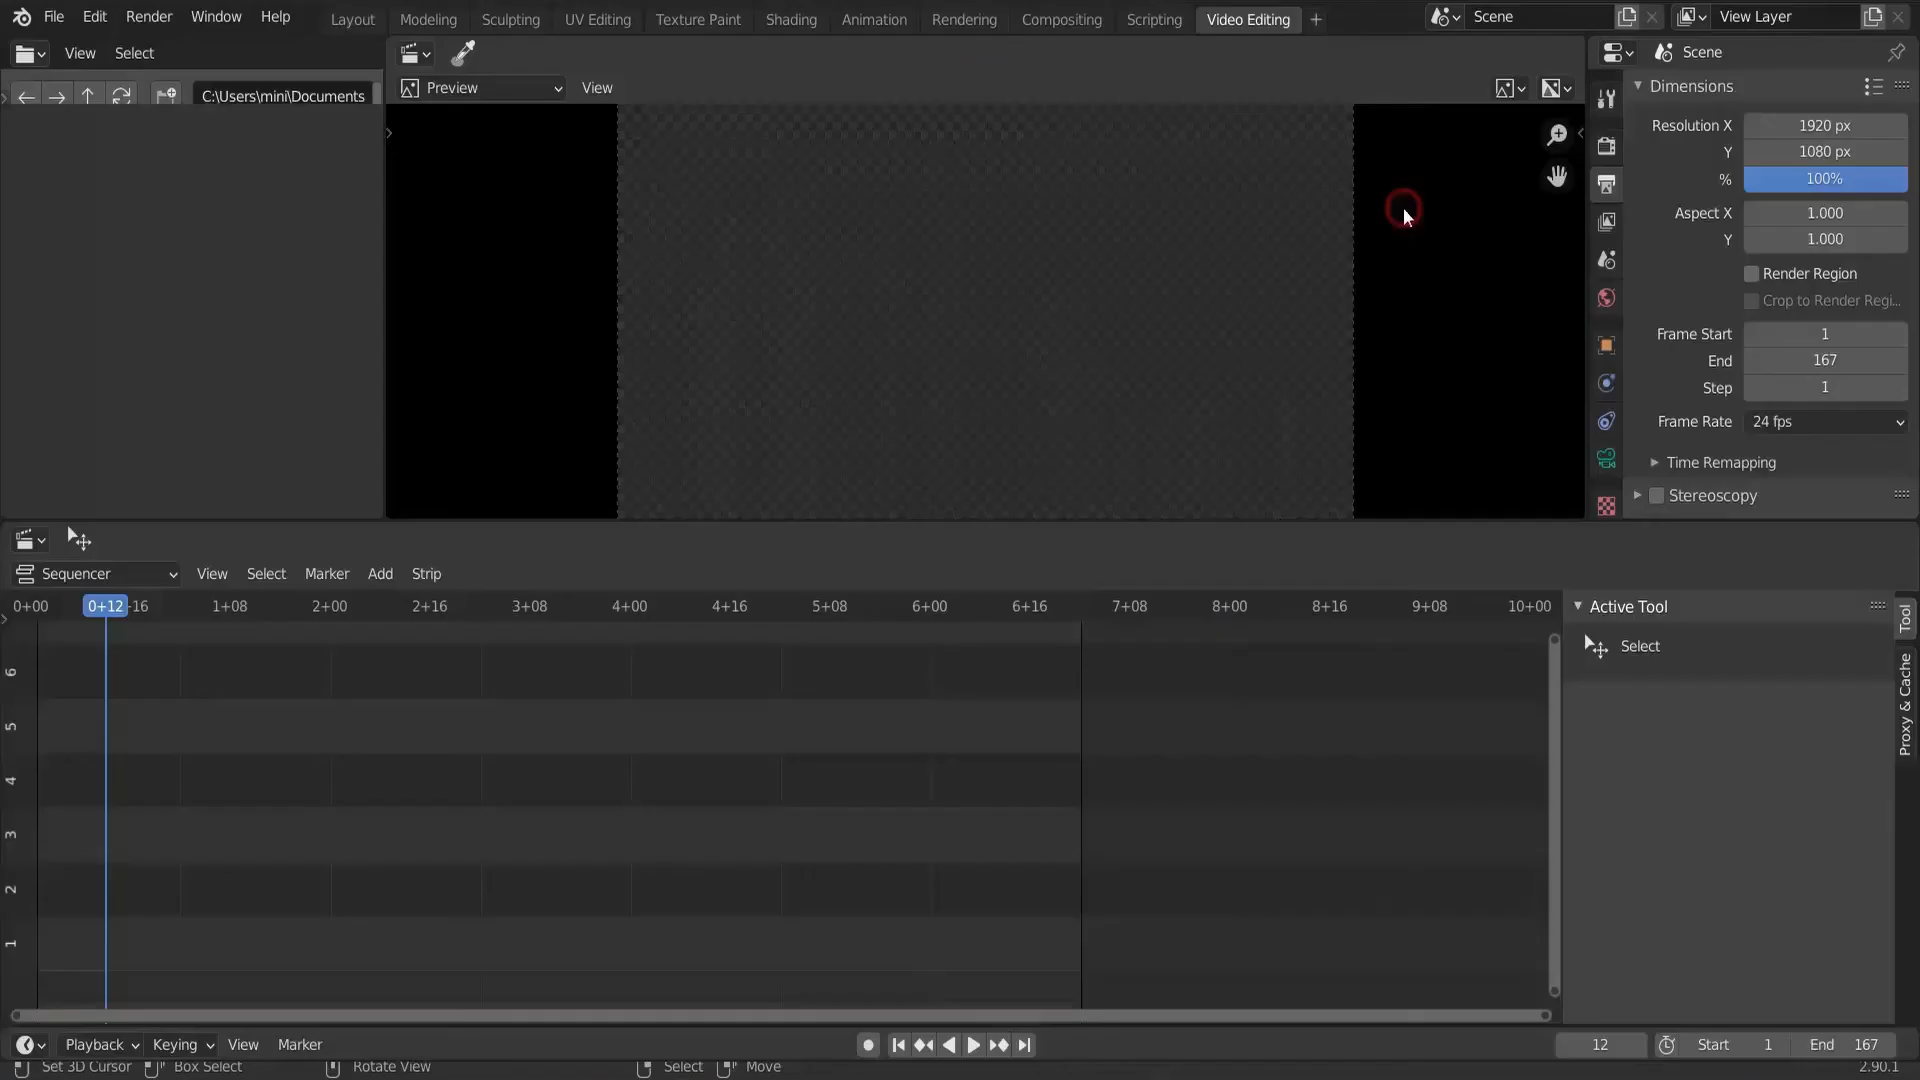 File Edit Render Window Help Layout Modeling Sculpting UV Editing Texture Paint Shading Animation Rendering Compositing Scripting Video Editing + Scene View Layer
View Select
Scene
C:\Users\mini\Documents
Preview View
Dimensions
Resolution X 1920 px
Y 1080 px
% 100%
Aspect X 1.000
Y 1.000
Render Region
Crop to Render Regi...
Frame Start 1
End 167
Step 1
Frame Rate 24 fps
Time Remapping
Stereoscopy
Sequencer View Select Marker Add Strip
0+00 0+12 -16 1+08 2+00 2+16 3+08 4+00 4+16 5+08 6+00 6+16 7+08 8+00 8+16 9+08 10+00
Active Tool
Select
Tool
Proxy & Cache
6
5
4
3
2
1
Playback Keying View Marker 12 Start 1 End 167
Set 3D Cursor Box Select Rotate View Select Move 2.90.1